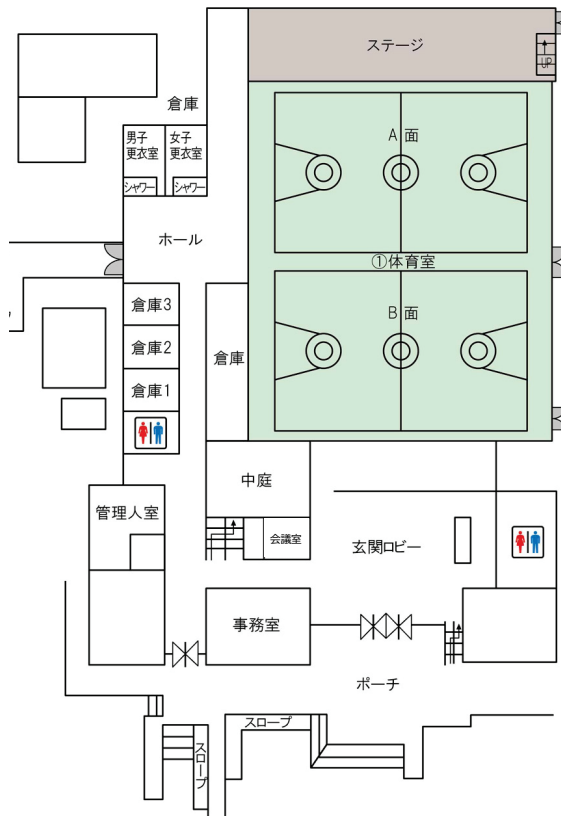 ステージ
UP
倉庫
男子
更衣室
女子
更衣室
シャワー
シャワー
A 面
ホール
①体育室
倉庫3
倉庫2
倉庫1
倉庫
B 面
中庭
管理人室
会議室
玄関ロビー
事務室
ポーチ
スロープ
スロープ